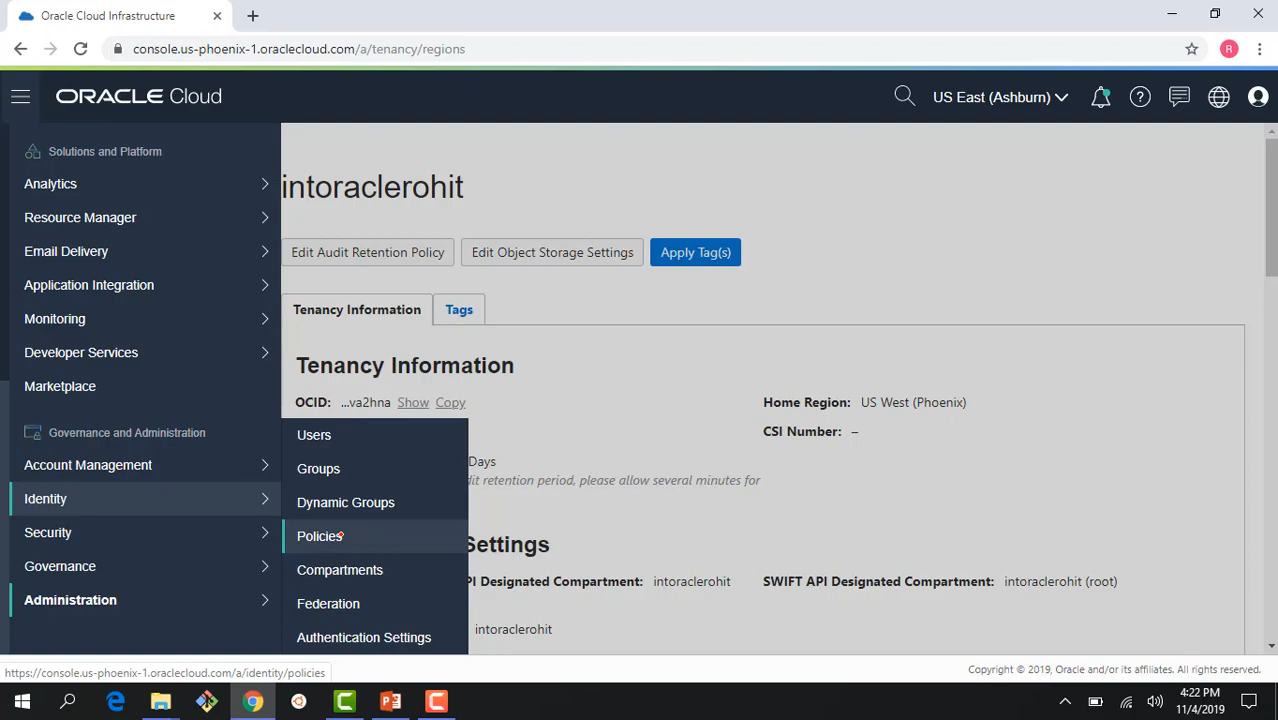 Oracle Cloud Infrastructure
console.us-phoenix-1.oraclecloud.com/a/tenancy/regions
R
ORACLE Cloud
US East (Ashburn)
Solutions and Platform
Analytics
Resource Manager
Email Delivery
Application Integration
Monitoring
Developer Services
Marketplace
Governance and Administration
Account Management
Identity
Security
Governance
Administration
Users
Groups
Dynamic Groups
Policies
Compartments
Federation
Authentication Settings
intoraclerohit
Edit Audit Retention Policy
Edit Object Storage Settings
Apply Tag(s)
Tenancy Information
Tags
Tenancy Information
OCID: ...va2hna Show Copy
Home Region: US West (Phoenix)
CSI Number: –
Days
dit retention period, please allow several minutes for
Settings
PI Designated Compartment: intoraclerohit
SWIFT API Designated Compartment: intoraclerohit (root)
intoraclerohit
https://console.us-phoenix-1.oraclecloud.com/a/identity/policies
Copyright © 2019, Oracle and/or its affiliates. All rights reserved.
4:22 PM
11/4/2019